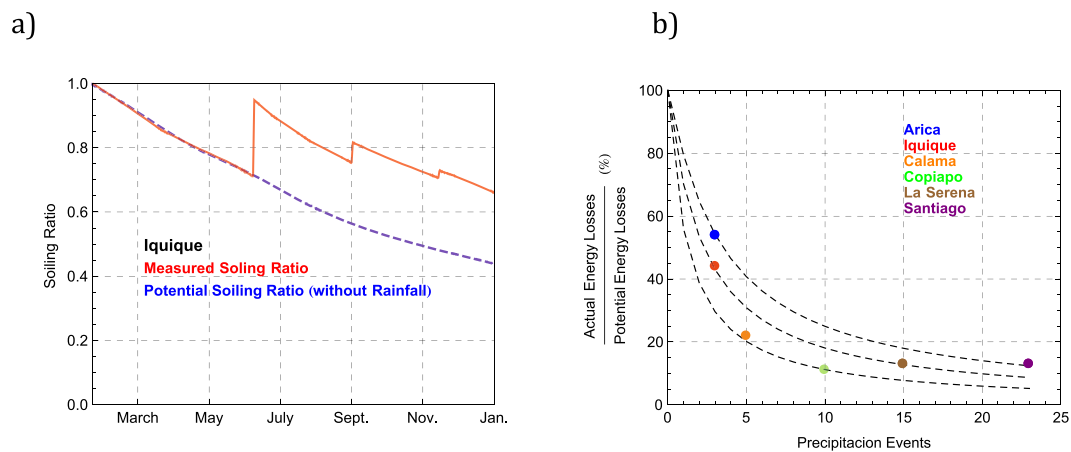 a)
1.0
0.8
0.6
0.4
0.2
0.0
Soiling Ratio
Iquique
Measured Soling Ratio
Potential Soiling Ratio (without Rainfall)
March May July Sept. Nov. Jan.
b)
100
80
60
40
20
0
Actual Energy Losses
Potential Energy Losses
(%)
Arica
Iquique
Calama
Copiapo
La Serena
Santiago
0 5 10 15 20 25
Precipitacion Events